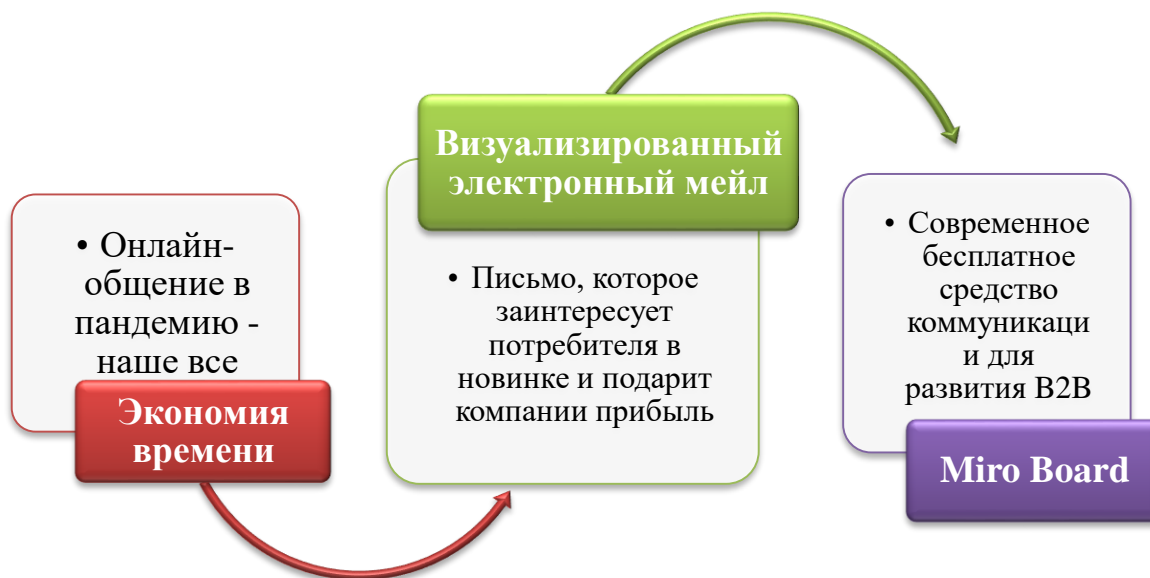 • Онлайн-
общение в
пандемию -
наше все
Экономия
времени
Визуализированный
электронный мейл
• Письмо, которое
заинтересует
потребителя в
новинке и подарит
компании прибыль
• Современное
бесплатное
средство
коммуникаци
и для
развития B2B
Miro Board